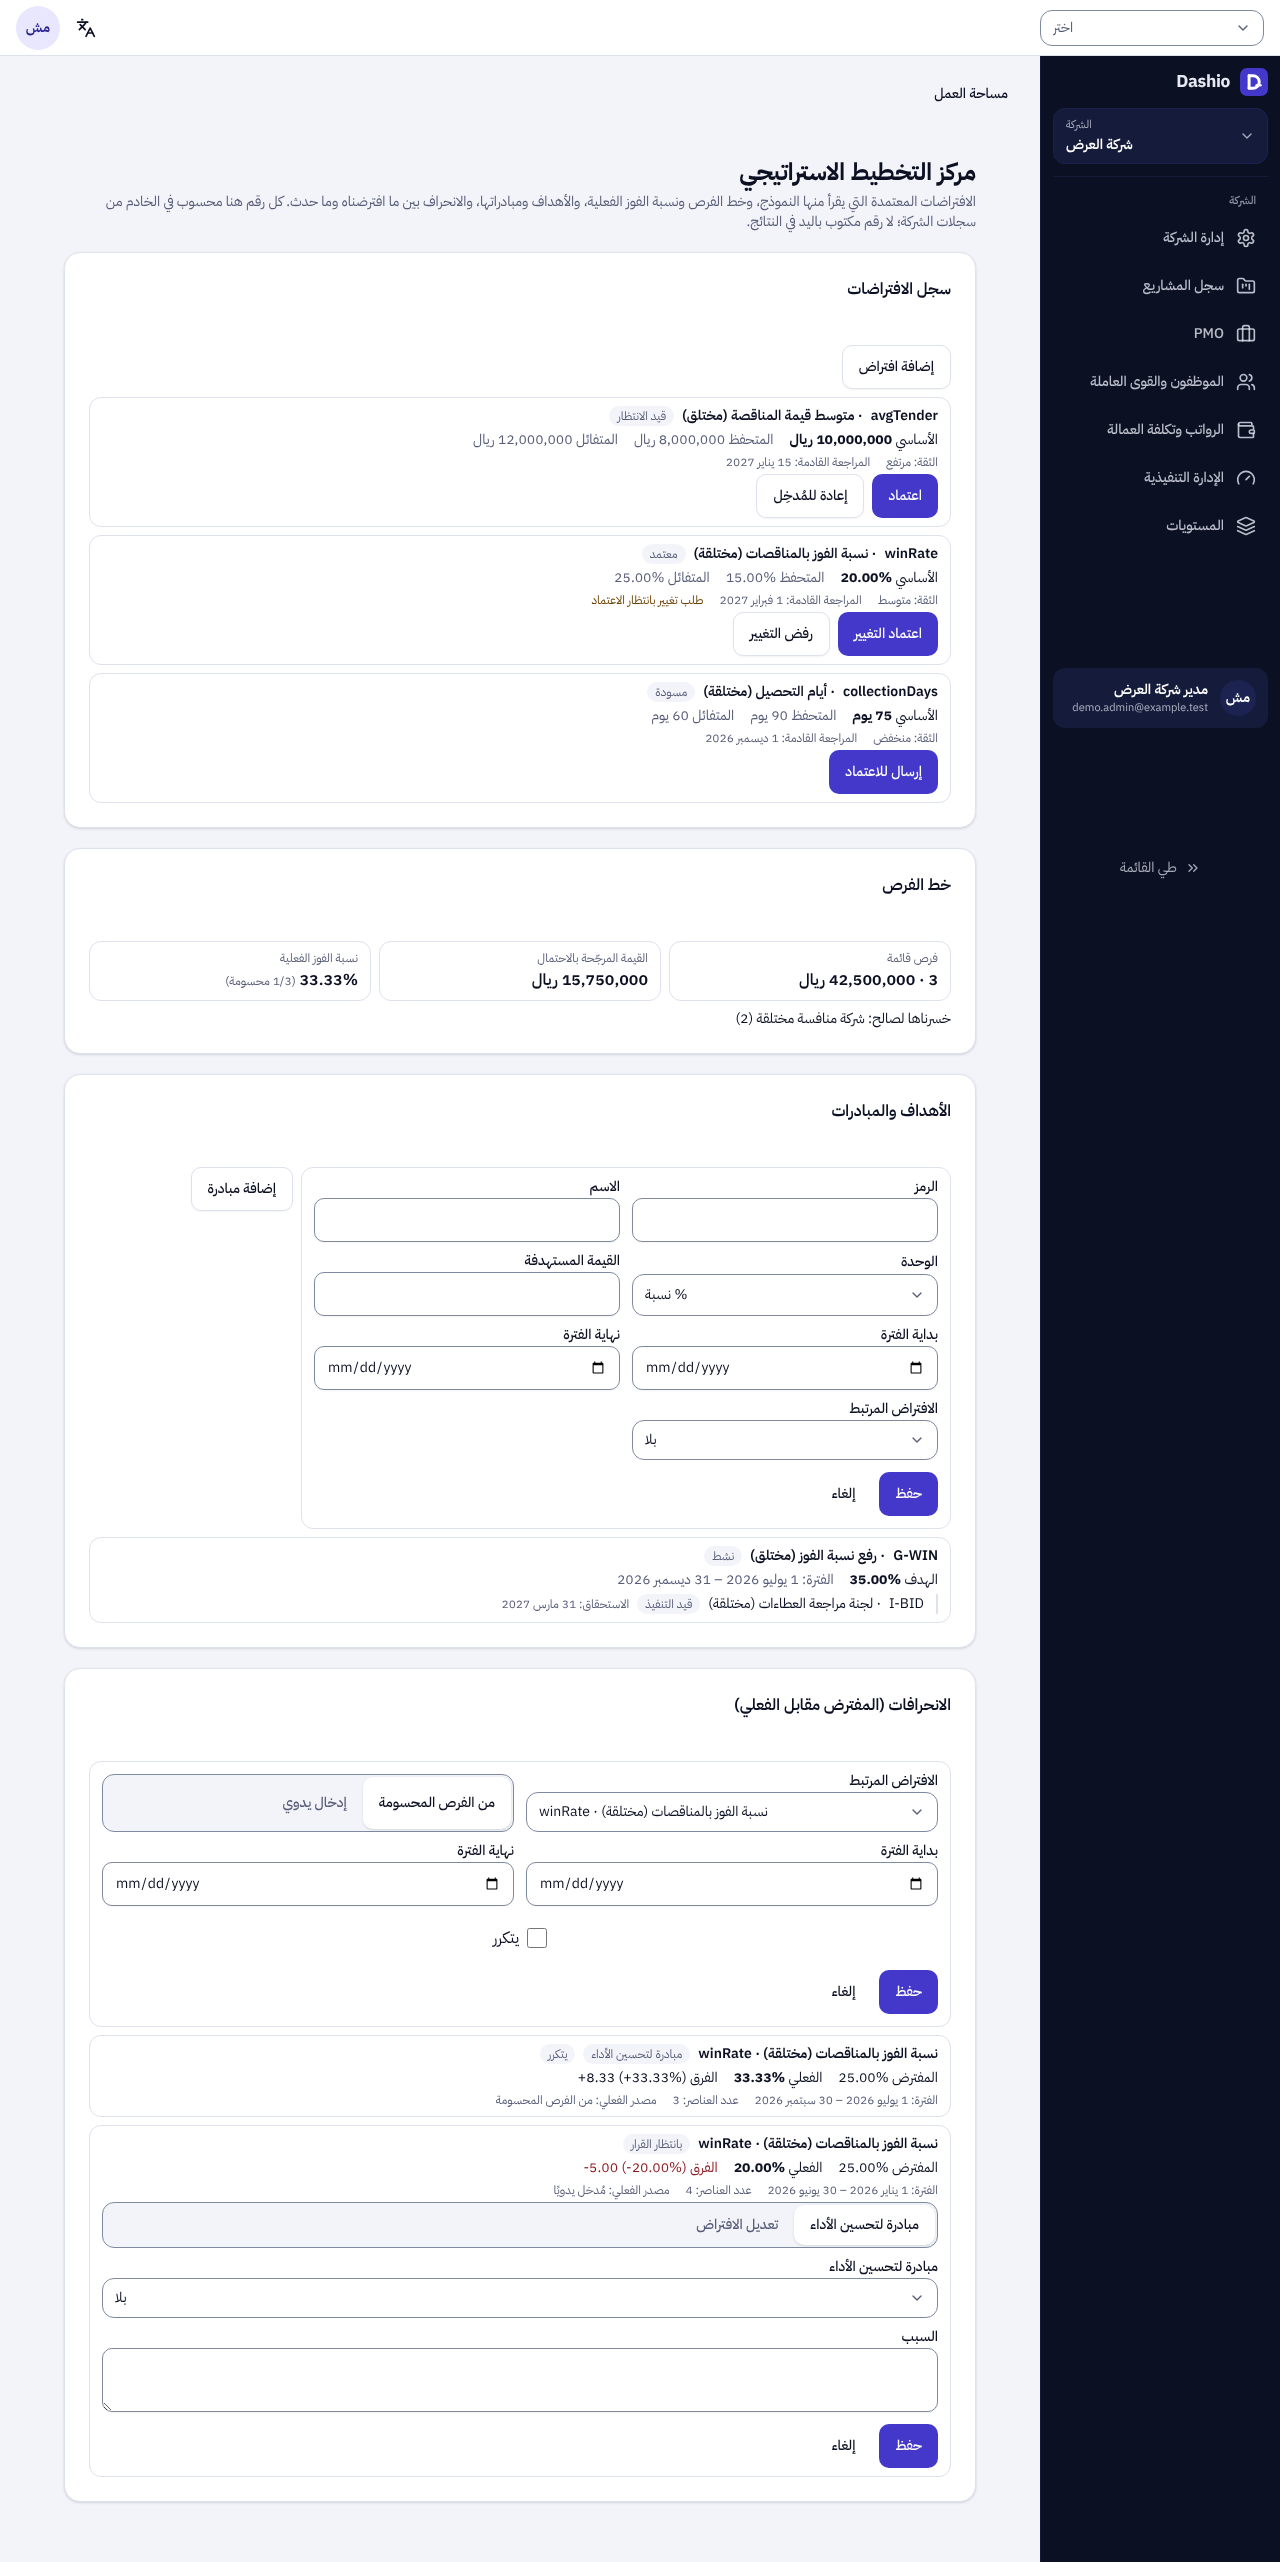 اختر
مش
Dashio
الشركة
شركة العرض
الشركة
إدارة الشركة
سجل المشاريع
PMO
الموظفون والقوى العاملة
الرواتب وتكلفة العمالة
الإدارة التنفيذية
المستويات
مش
مدير شركة العرض
demo.admin@example.test
طي القائمة
مساحة العمل
مركز التخطيط الاستراتيجي
الافتراضات المعتمدة التي يقرأ منها النموذج، وخط الفرص ونسبة الفوز الفعلية، والأهداف ومبادراتها، والانحراف بين ما افترضناه وما حدث. كل رقم هنا محسوب في الخادم من
سجلات الشركة؛ لا رقم مكتوب باليد في النتائج.
سجل الافتراضات
إضافة افتراض
avgTender · متوسط قيمة المناقصة (مختلق) قيد الانتظار
الأساسي 10,000,000 ريال المتحفظ 8,000,000 ريال المتفائل 12,000,000 ريال
الثقة: مرتفع المراجعة القادمة: 15 يناير 2027
اعتماد إعادة للمُدخِل
winRate · نسبة الفوز بالمناقصات (مختلقة) معتمد
الأساسي 20.00% المتحفظ 15.00% المتفائل 25.00%
الثقة: متوسط المراجعة القادمة: 1 فبراير 2027 طلب تغيير بانتظار الاعتماد
اعتماد التغيير رفض التغيير
collectionDays · أيام التحصيل (مختلقة) مسودة
الأساسي 75 يوم المتحفظ 90 يوم المتفائل 60 يوم
الثقة: منخفض المراجعة القادمة: 1 ديسمبر 2026
إرسال للاعتماد
خط الفرص
فرص قائمة
3 · 42,500,000 ريال
القيمة المرجّحة بالاحتمال
15,750,000 ريال
نسبة الفوز الفعلية
33.33% (1/3 محسومة)
خسرناها لصالح: شركة منافسة مختلقة (2)
الأهداف والمبادرات
الرمز الاسم
الوحدة القيمة المستهدفة
% نسبة
بداية الفترة نهاية الفترة
mm/dd/yyyy mm/dd/yyyy
الافتراض المرتبط
بلا
حفظ إلغاء
إضافة مبادرة
G-WIN · رفع نسبة الفوز (مختلق) نشط
الهدف 35.00% الفترة: 1 يوليو 2026 – 31 ديسمبر 2026
I-BID · لجنة مراجعة العطاءات (مختلقة) قيد التنفيذ الاستحقاق: 31 مارس 2027
الانحرافات (المفترض مقابل الفعلي)
الافتراض المرتبط
نسبة الفوز بالمناقصات (مختلقة) · winRate
من الفرص المحسومة إدخال يدوي
بداية الفترة نهاية الفترة
mm/dd/yyyy mm/dd/yyyy
يتكرر
حفظ إلغاء
نسبة الفوز بالمناقصات (مختلقة) · winRate مبادرة لتحسين الأداء يتكرر
المفترض 25.00% الفعلي 33.33% الفرق +8.33 (+33.33%)
الفترة: 1 يوليو 2026 – 30 سبتمبر 2026 عدد العناصر: 3 مصدر الفعلي: من الفرص المحسومة
نسبة الفوز بالمناقصات (مختلقة) · winRate بانتظار القرار
المفترض 25.00% الفعلي 20.00% الفرق -5.00 (-20.00%)
الفترة: 1 يناير 2026 – 30 يونيو 2026 عدد العناصر: 4 مصدر الفعلي: مُدخل يدويًا
مبادرة لتحسين الأداء تعديل الافتراض
مبادرة لتحسين الأداء
بلا
السبب
حفظ إلغاء